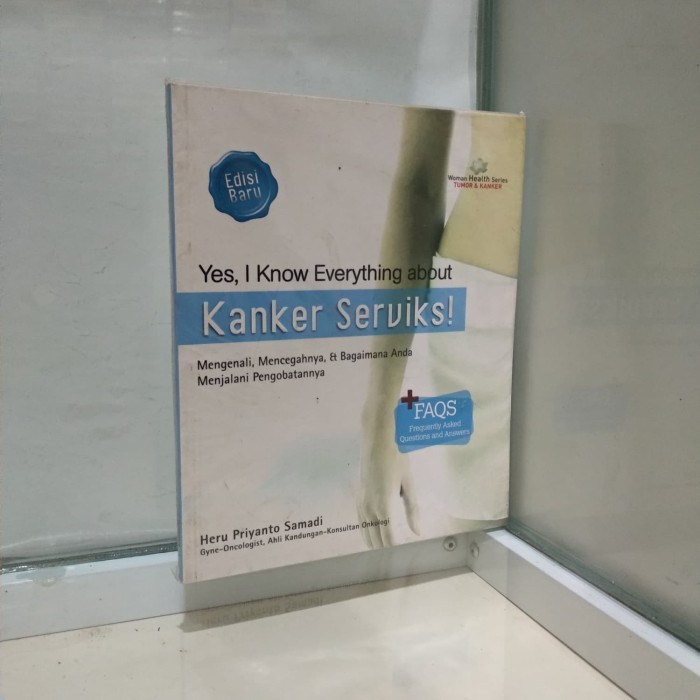 Edisi
Baru
Woman Health Series
TUMOR & KANKER
Yes, I Know Everything about
Kanker Serviks!
Mengenali, Mencegahnya, & Bagaimana Anda
Menjalani Pengobatannya
+FAQS
Frequently Asked
Questions and Answers
Heru Priyanto Samadi
Gyne-Oncologist, Ahli Kandungan-Konsultan Onkologi